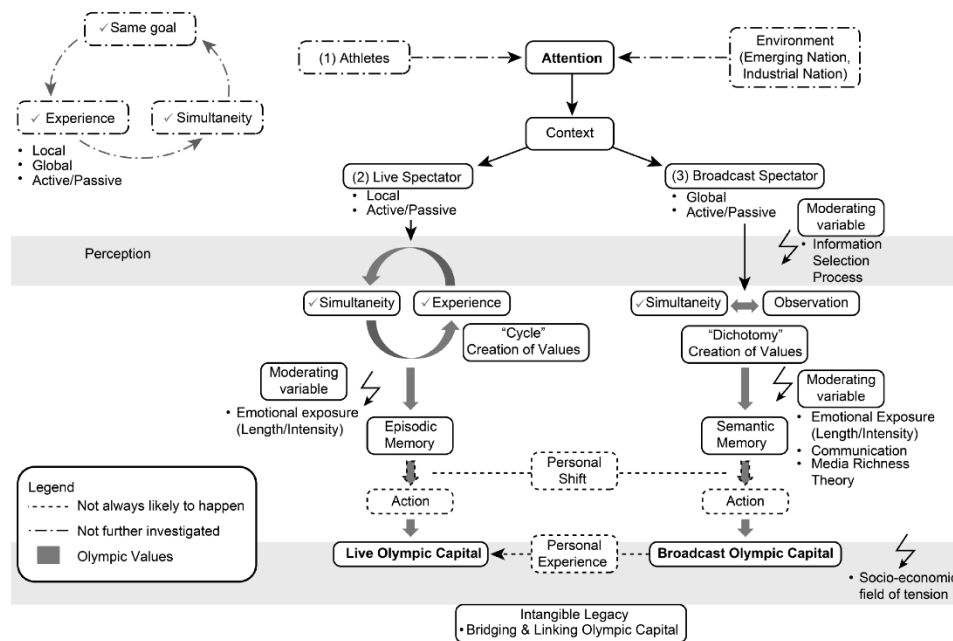 ✓ Same goal
✓ Experience
✓ Simultaneity
• Local
• Global
• Active/Passive
(1) Athletes
Attention
Environment
(Emerging Nation,
Industrial Nation)
Context
(2) Live Spectator
• Local
• Active/Passive
(3) Broadcast Spectator
• Global
• Active/Passive
Moderating
variable
• Information
Selection
Process
Perception
✓ Simultaneity
✓ Experience
"Cycle"
Creation of Values
✓ Simultaneity
Observation
"Dichotomy"
Creation of Values
Moderating
variable
• Emotional exposure
(Length/Intensity)
Moderating
variable
• Emotional Exposure
(Length/Intensity)
• Communication
• Media Richness
Theory
Episodic
Memory
Semantic
Memory
Personal
Shift
Action
Action
Live Olympic Capital
Personal
Experience
Broadcast Olympic Capital
• Socio-economic
field of tension
Intangible Legacy
• Bridging & Linking Olympic Capital
Legend
Not always likely to happen
Not further investigated
Olympic Values